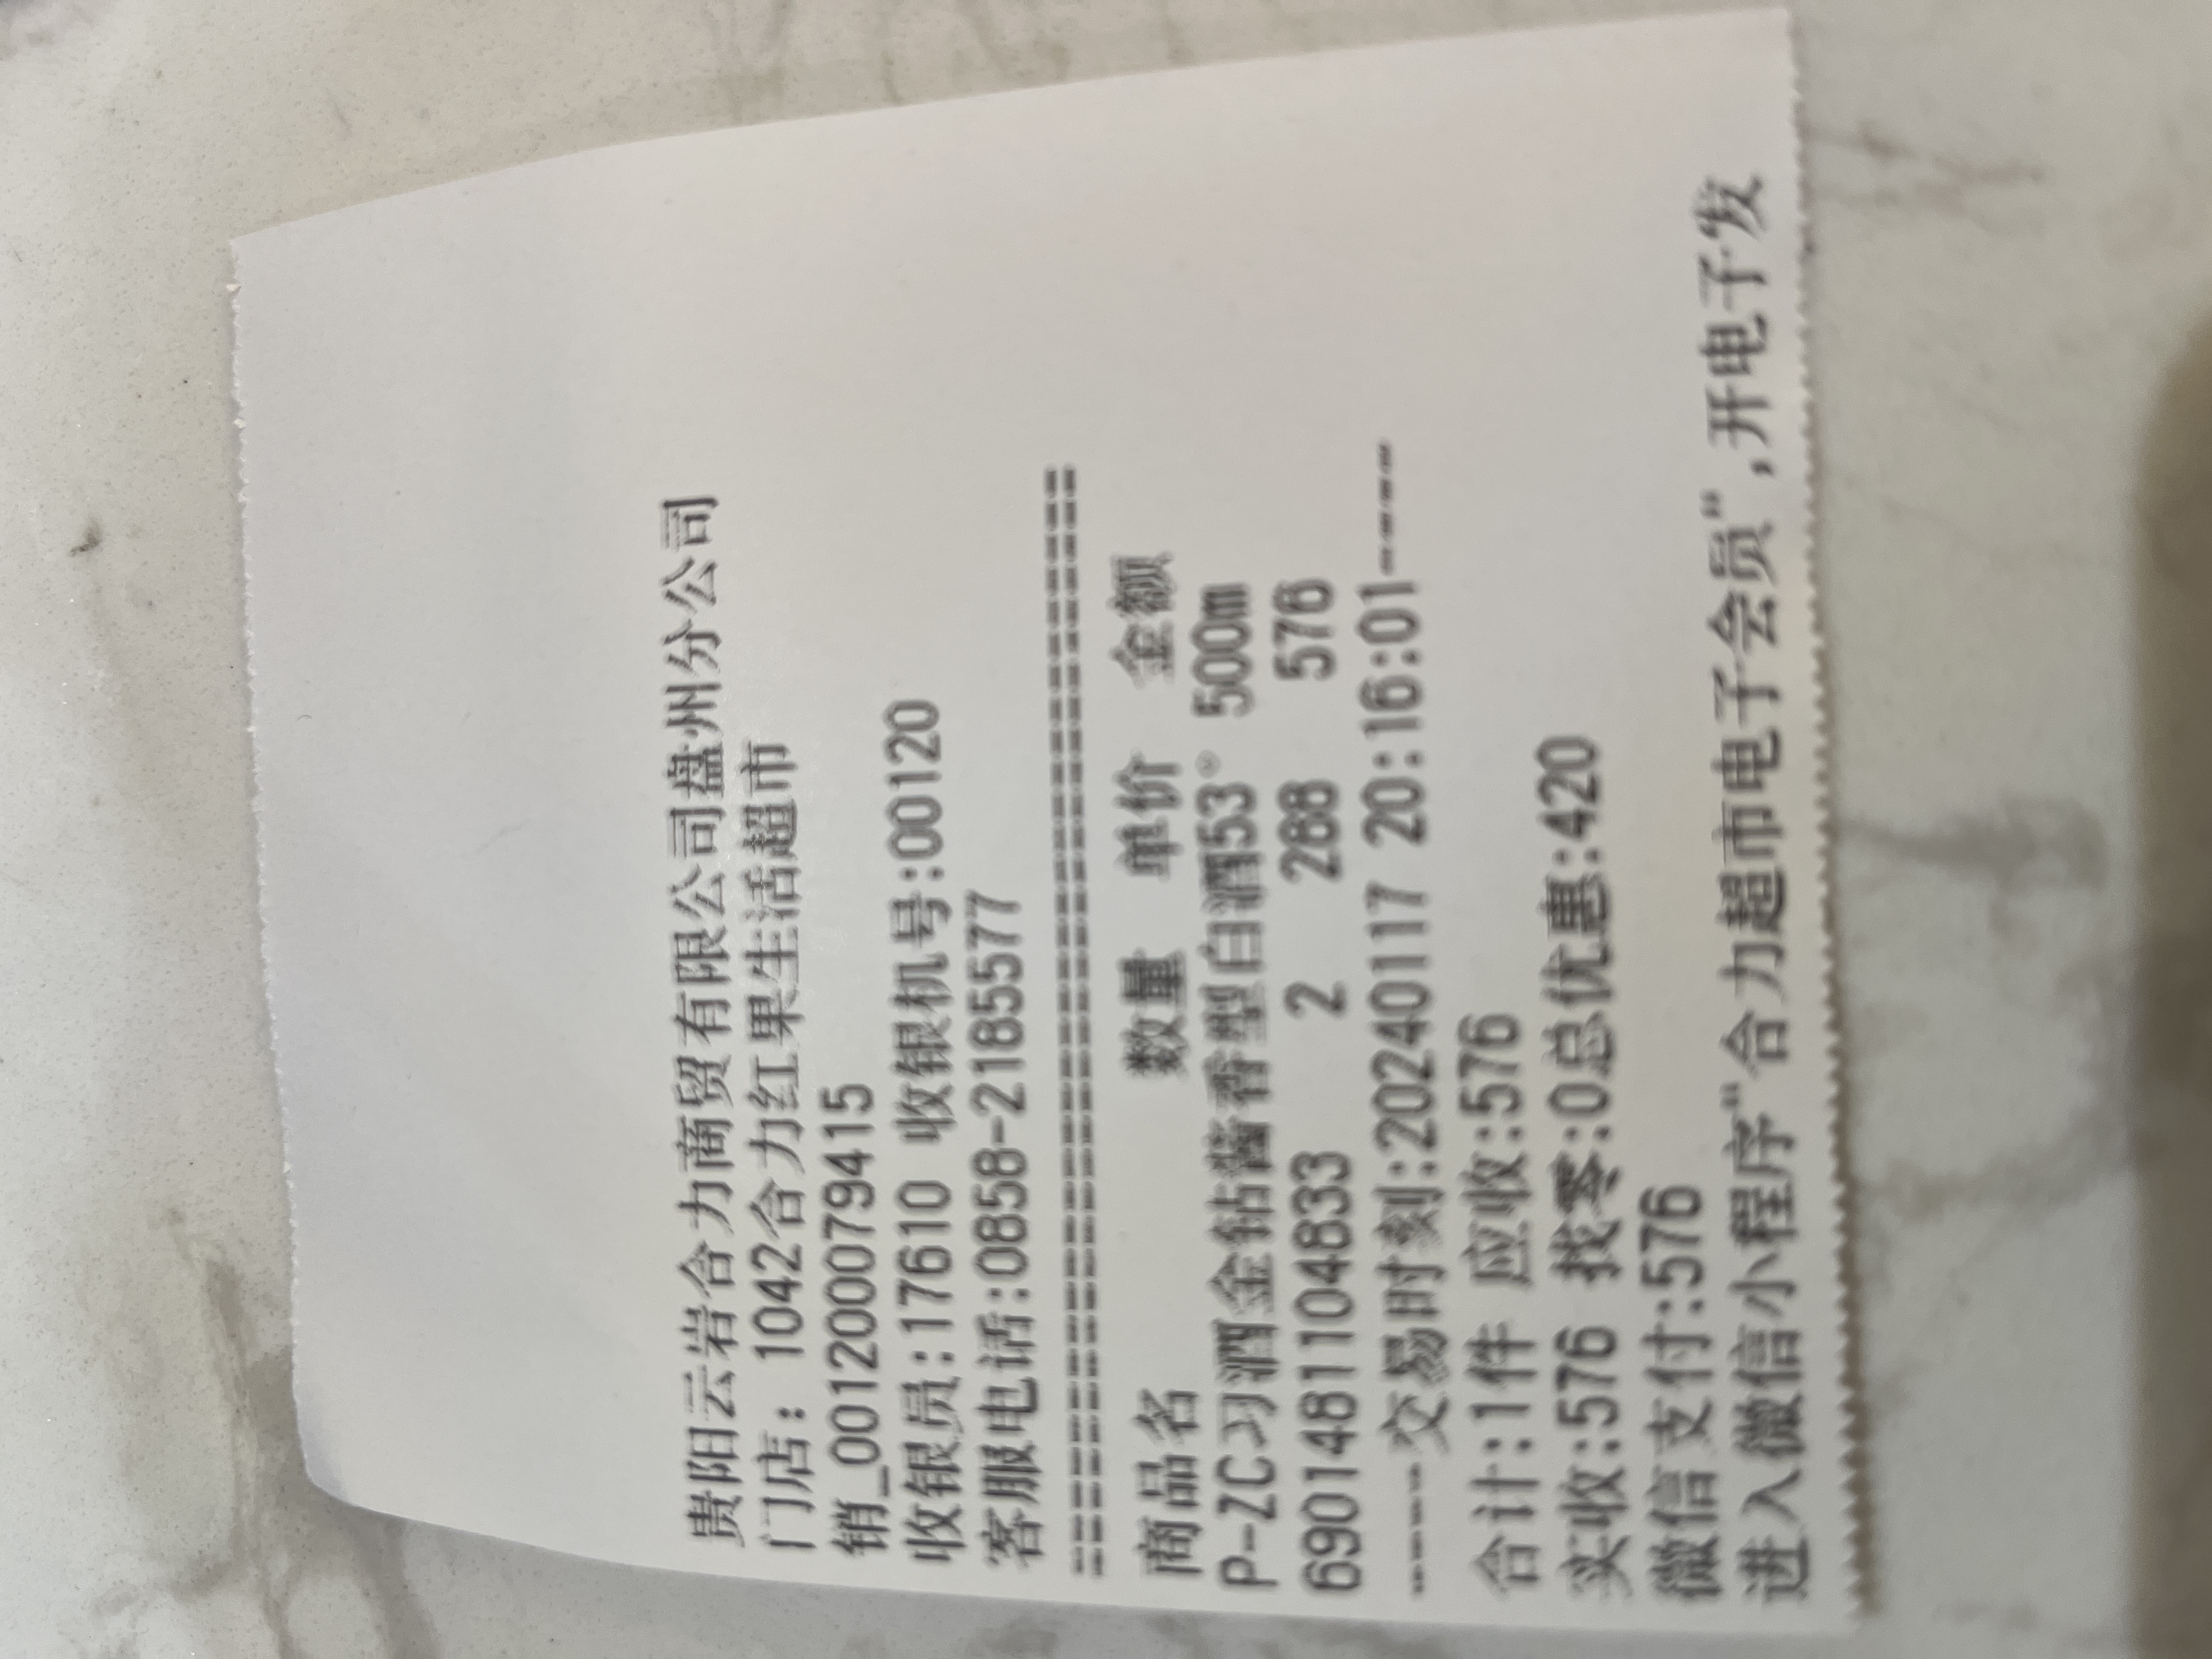 贵阳云岩合力商贸有限公司盘州分公司
门店: 1042合力红果生活超市
销_00120000794​15
收银员:17610 收银机号:00120
客服电话:0858-2185577
================================
商品名 数量 单价 金额
P-ZC习酒金钻酱香型白酒53° 500m
6901481104833 2 288 576
-----交易时刻:20240117 20:16:01-----
合计:1件 应收:576
实收:576 找零:0总优惠:420
微信支付:576
进入微信小程序"合力超市电子会员",开电子发